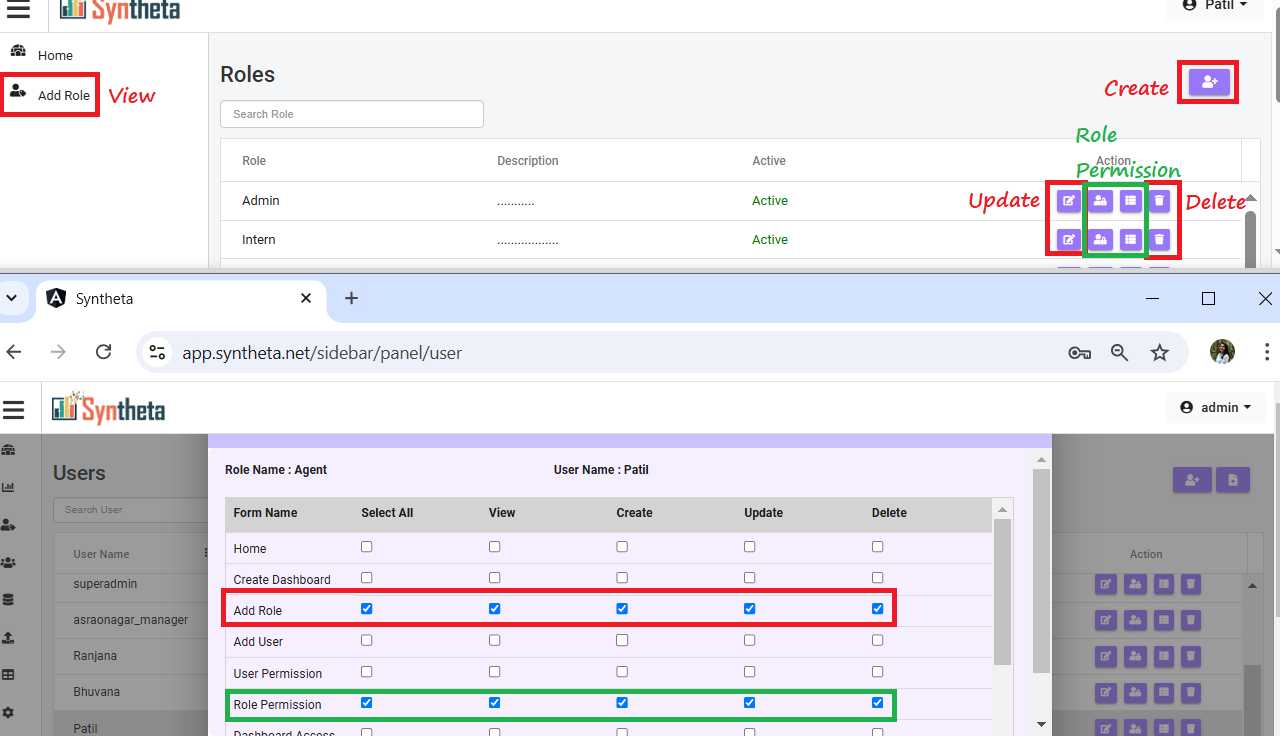 Syntheta
Patil
Home
Add Role
View
Roles
Create
Search Role
Role
Permission
Role Description Active Action
Admin ........... Active
Update
Delete
Intern .................. Active
Syntheta
app.syntheta.net/sidebar/panel/user
Syntheta
admin
Users
Search User
User Name
Action
superadmin
asraonagar_manager
Ranjana
Bhuvana
Patil
Role Name : Agent User Name : Patil
Form Name Select All View Create Update Delete
Home
Create Dashboard
Add Role
Add User
User Permission
Role Permission
Dashboard Access